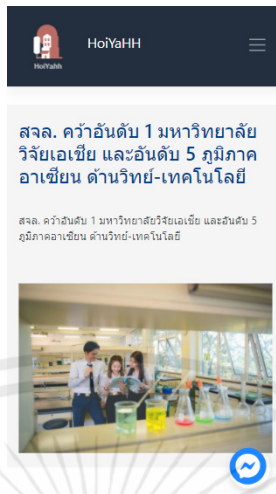 HoiYaHH
HoiYahh
สจล. คว้าอันดับ 1 มหาวิทยาลัย
วิจัยเอเชีย และอันดับ 5 ภูมิภาค
อาเซียน ด้านวิทย์-เทคโนโลยี
สจล. คว้าอันดับ 1 มหาวิทยาลัยวิจัยเอเชีย และอันดับ 5
ภูมิภาคอาเซียน ด้านวิทย์-เทคโนโลยี